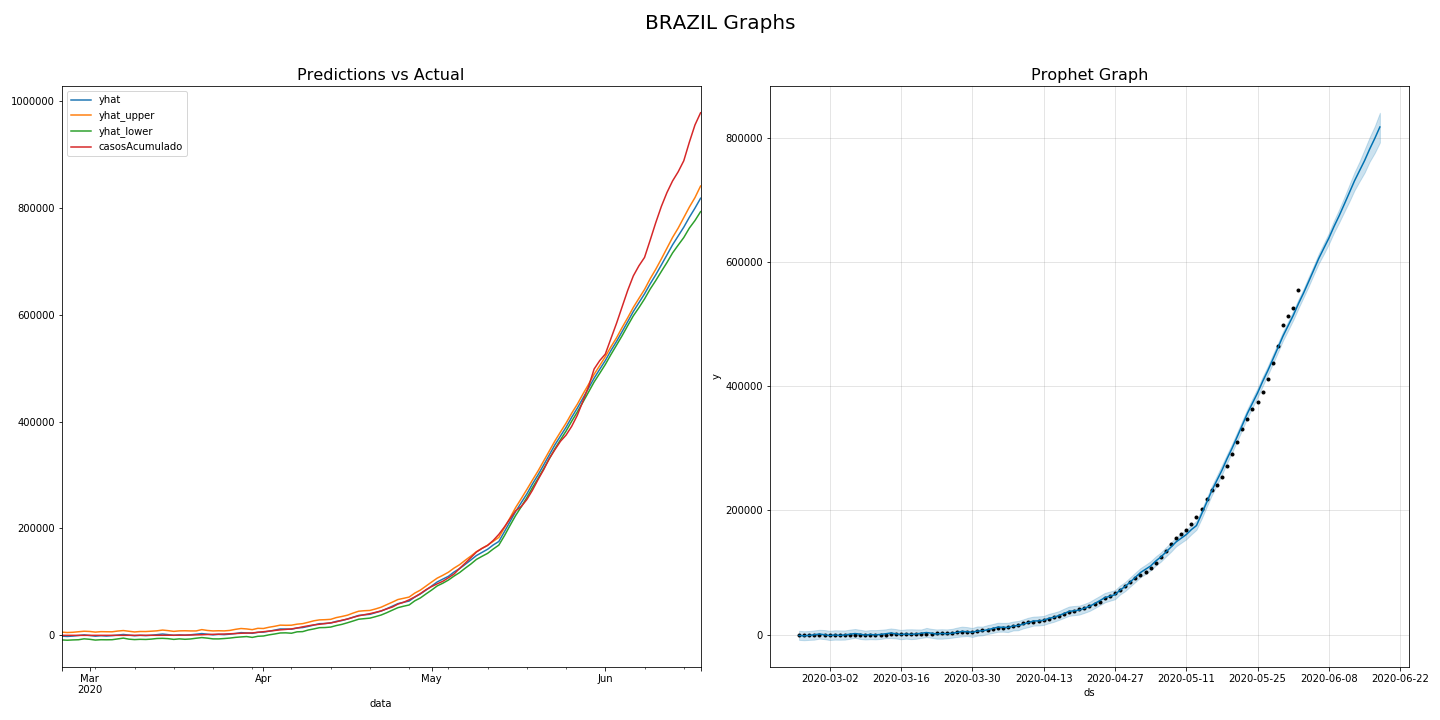 BRAZIL Graphs
Predictions vs Actual
1000000
800000
600000
400000
200000
0
yhat
yhat_upper
yhat_lower
casosAcumulado
Mar
2020
Apr
May
Jun
data
Prophet Graph
800000
600000
400000
200000
0
y
2020-03-02 2020-03-16 2020-03-30 2020-04-13 2020-04-27 2020-05-11 2020-05-25 2020-06-08 2020-06-22
ds